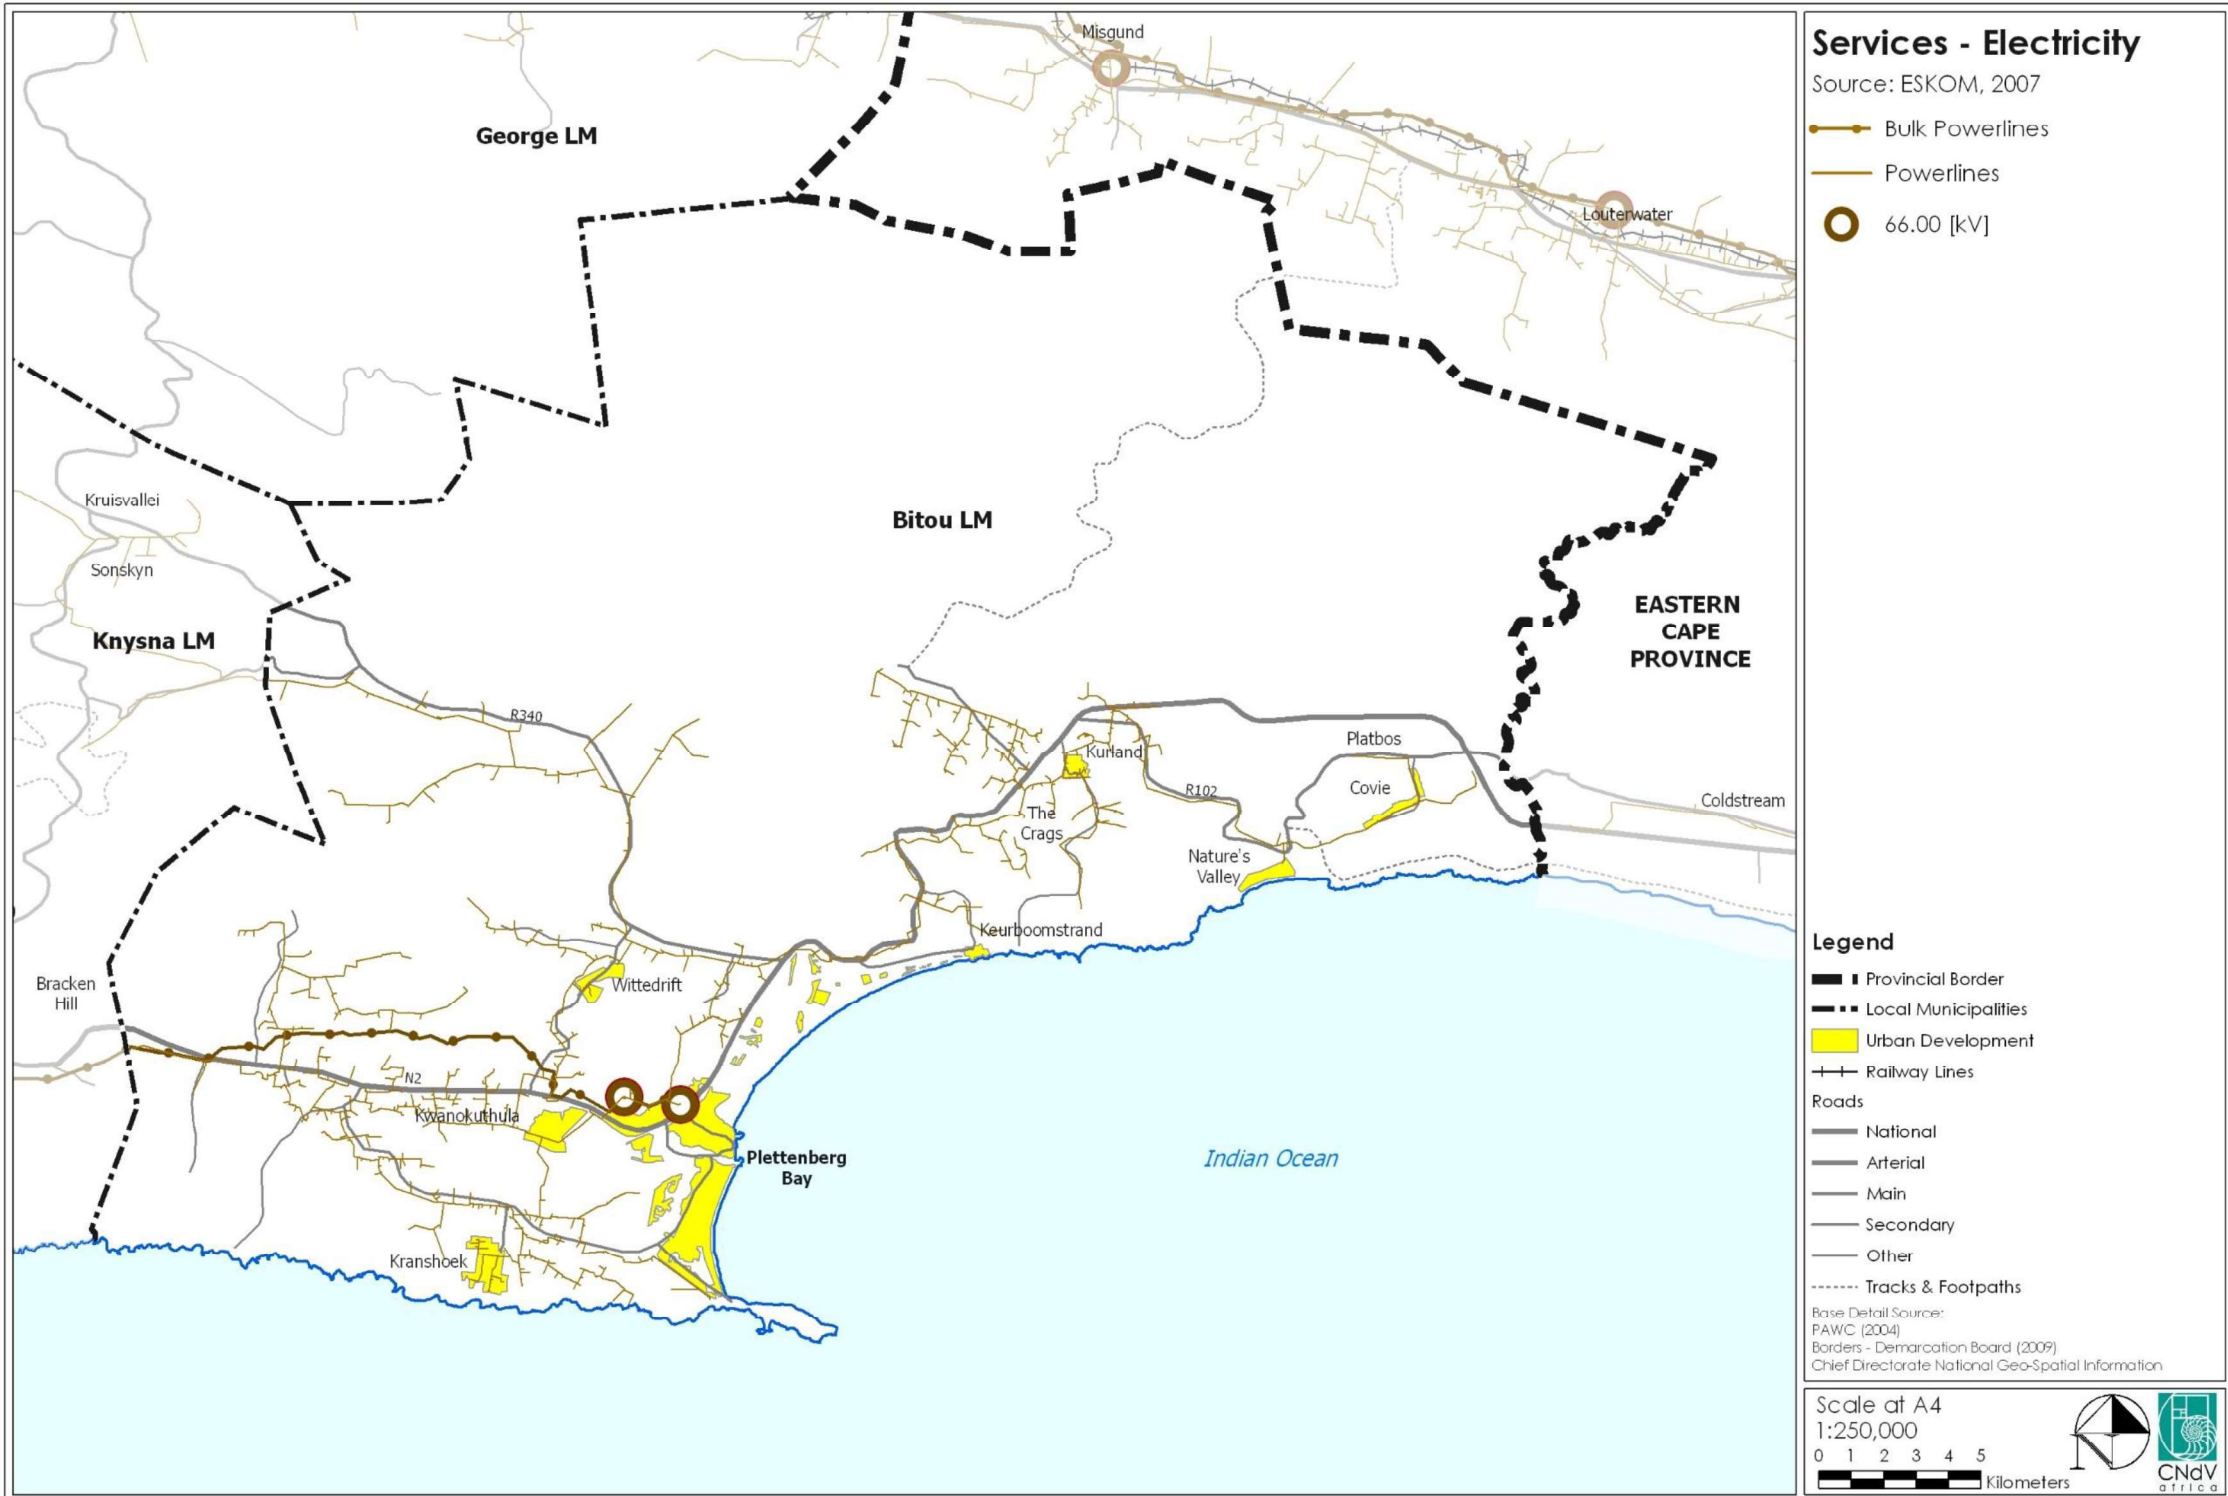 Misgund
George LM
Louterwater
Kruisvallei
Bitou LM
Sonskyn
EASTERN
CAPE
PROVINCE
Knysna LM
R340
Platbos
Kurland
R102
Covie
Coldstream
The
Crags
Nature's
Valley
Keurboomstrand
Bracken
Hill
Wittedrift
N2
Kwanokuthula
Plettenberg
Bay
Indian Ocean
Kranshoek
Services - Electricity
Source: ESKOM, 2007
Bulk Powerlines
Powerlines
66.00 [kV]
Legend
Provincial Border
Local Municipalities
Urban Development
Railway Lines
Roads
National
Arterial
Main
Secondary
Other
Tracks & Footpaths
Base Detail Source:
PAWC (2004)
Borders - Demarcation Board (2009)
Chief Directorate National Geo-Spatial Information
Scale at A4
1:250,000
0 1 2 3 4 5
Kilometers
N
CNdV
africa